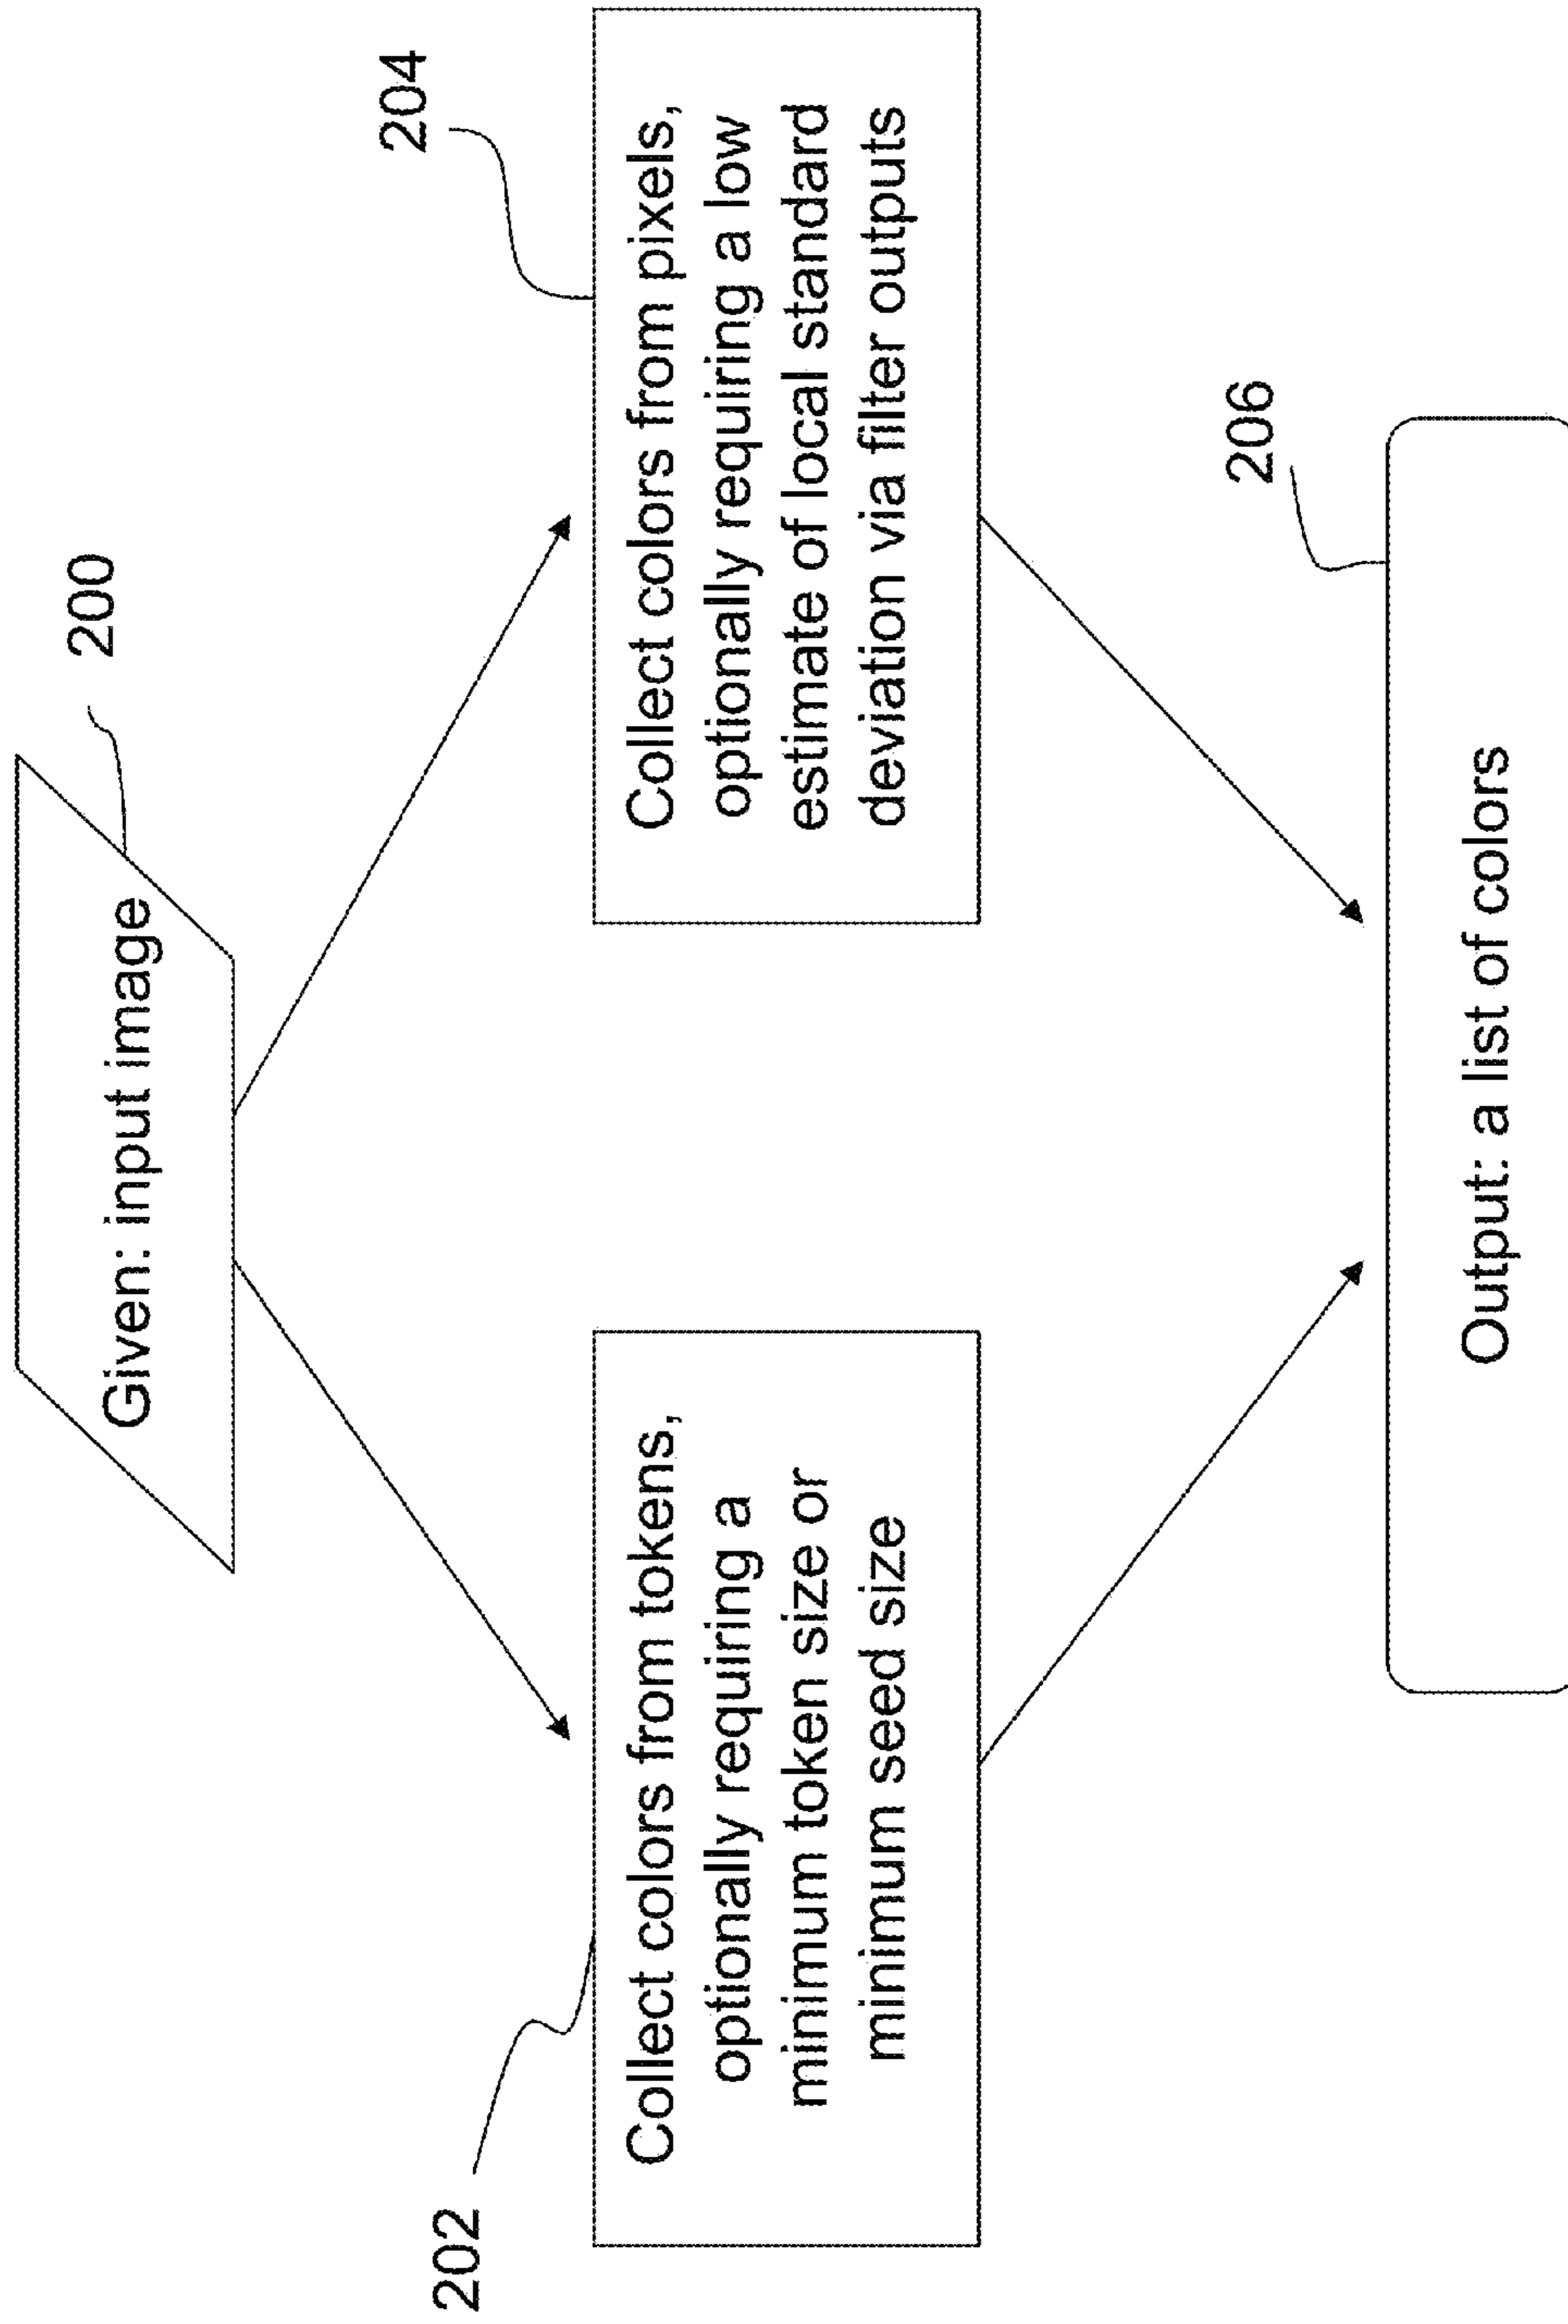 Given: input image
200
202
Collect colors from tokens,
optionally requiring a
minimum token size or
minimum seed size
204
Collect colors from pixels,
optionally requiring a low
estimate of local standard
deviation via filter outputs
206
Output: a list of colors